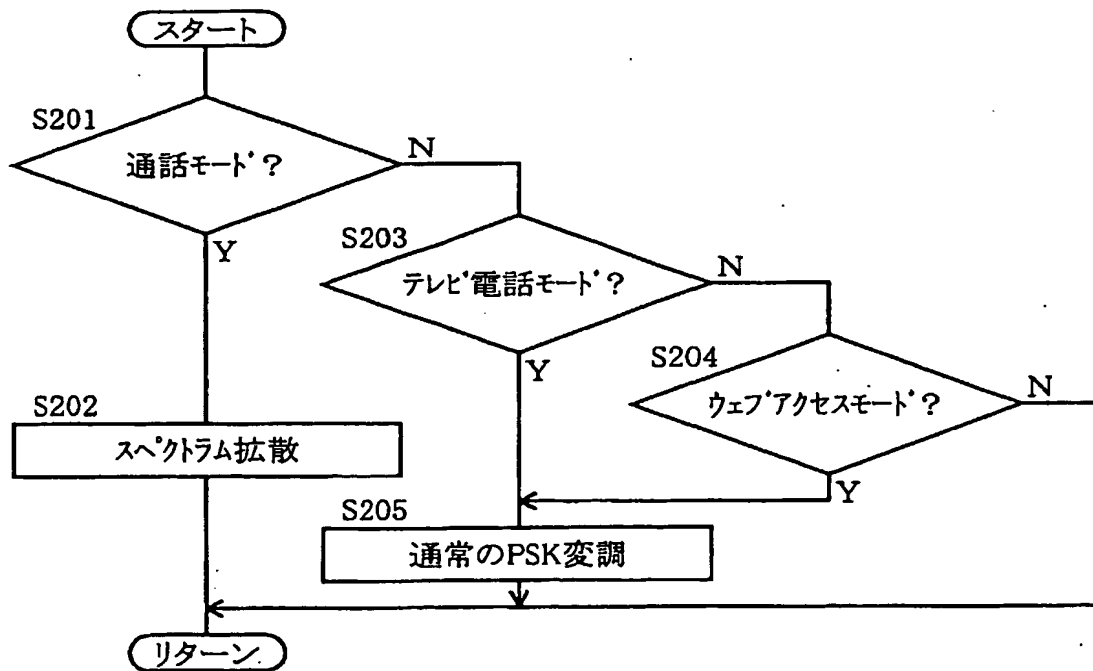 スタート
S201
通話モード?
N
Y
S203
テレビ電話モード?
N
Y
S204
ウェブアクセスモード?
N
Y
S202
スペクトラム拡散
S205
通常のPSK変調
リターン